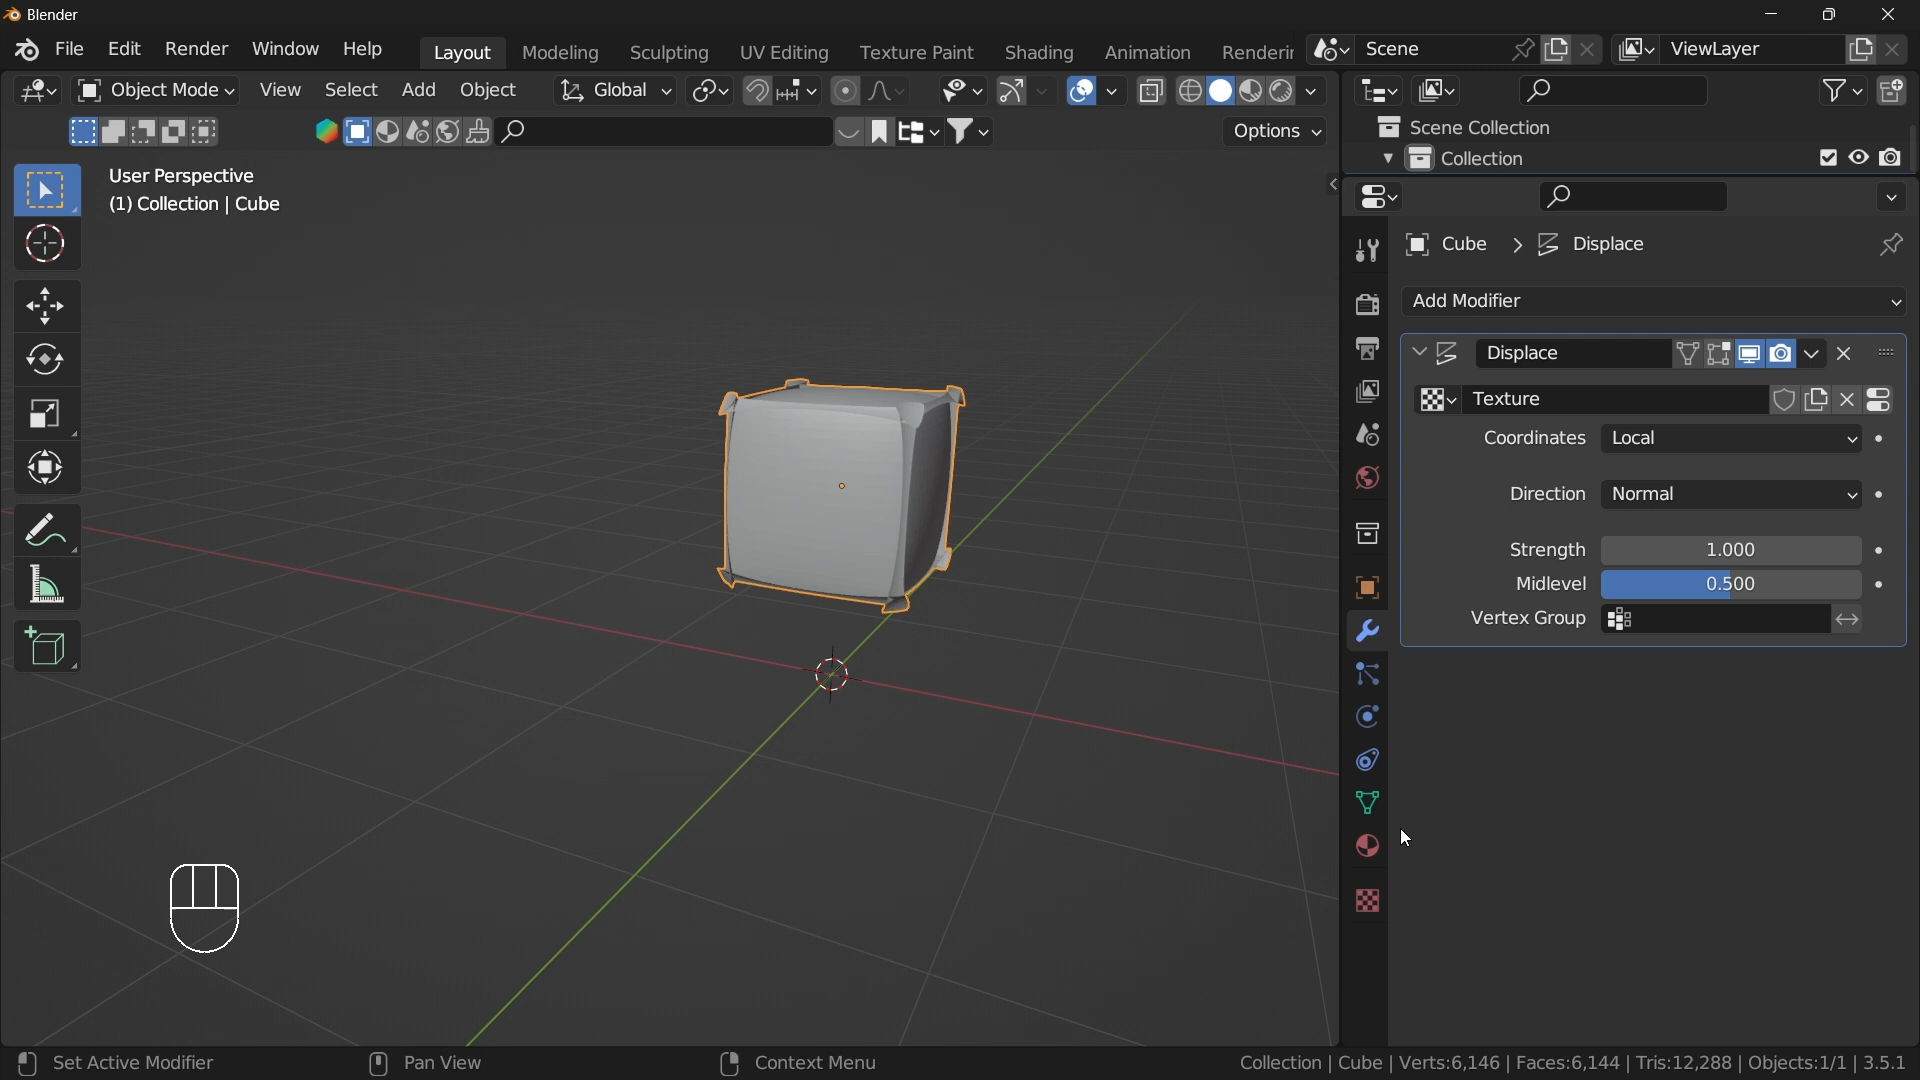 Blender
File Edit Render Window Help Layout Modeling Sculpting UV Editing Texture Paint Shading Animation Scene ViewLayer
Object Mode View Select Add Object Global
Options
User Perspective
(1) Collection | Cube
Scene Collection
Collection
Cube > Displace
Add Modifier
Displace
Texture
Coordinates Local
Direction Normal
Strength 1.000
Midlevel 0.500
Vertex Group
Set Active Modifier Pan View Context Menu Collection | Cube | Verts:6,146 | Faces:6,144 | Tris:12,288 | Objects:1/1 | 3.5.1